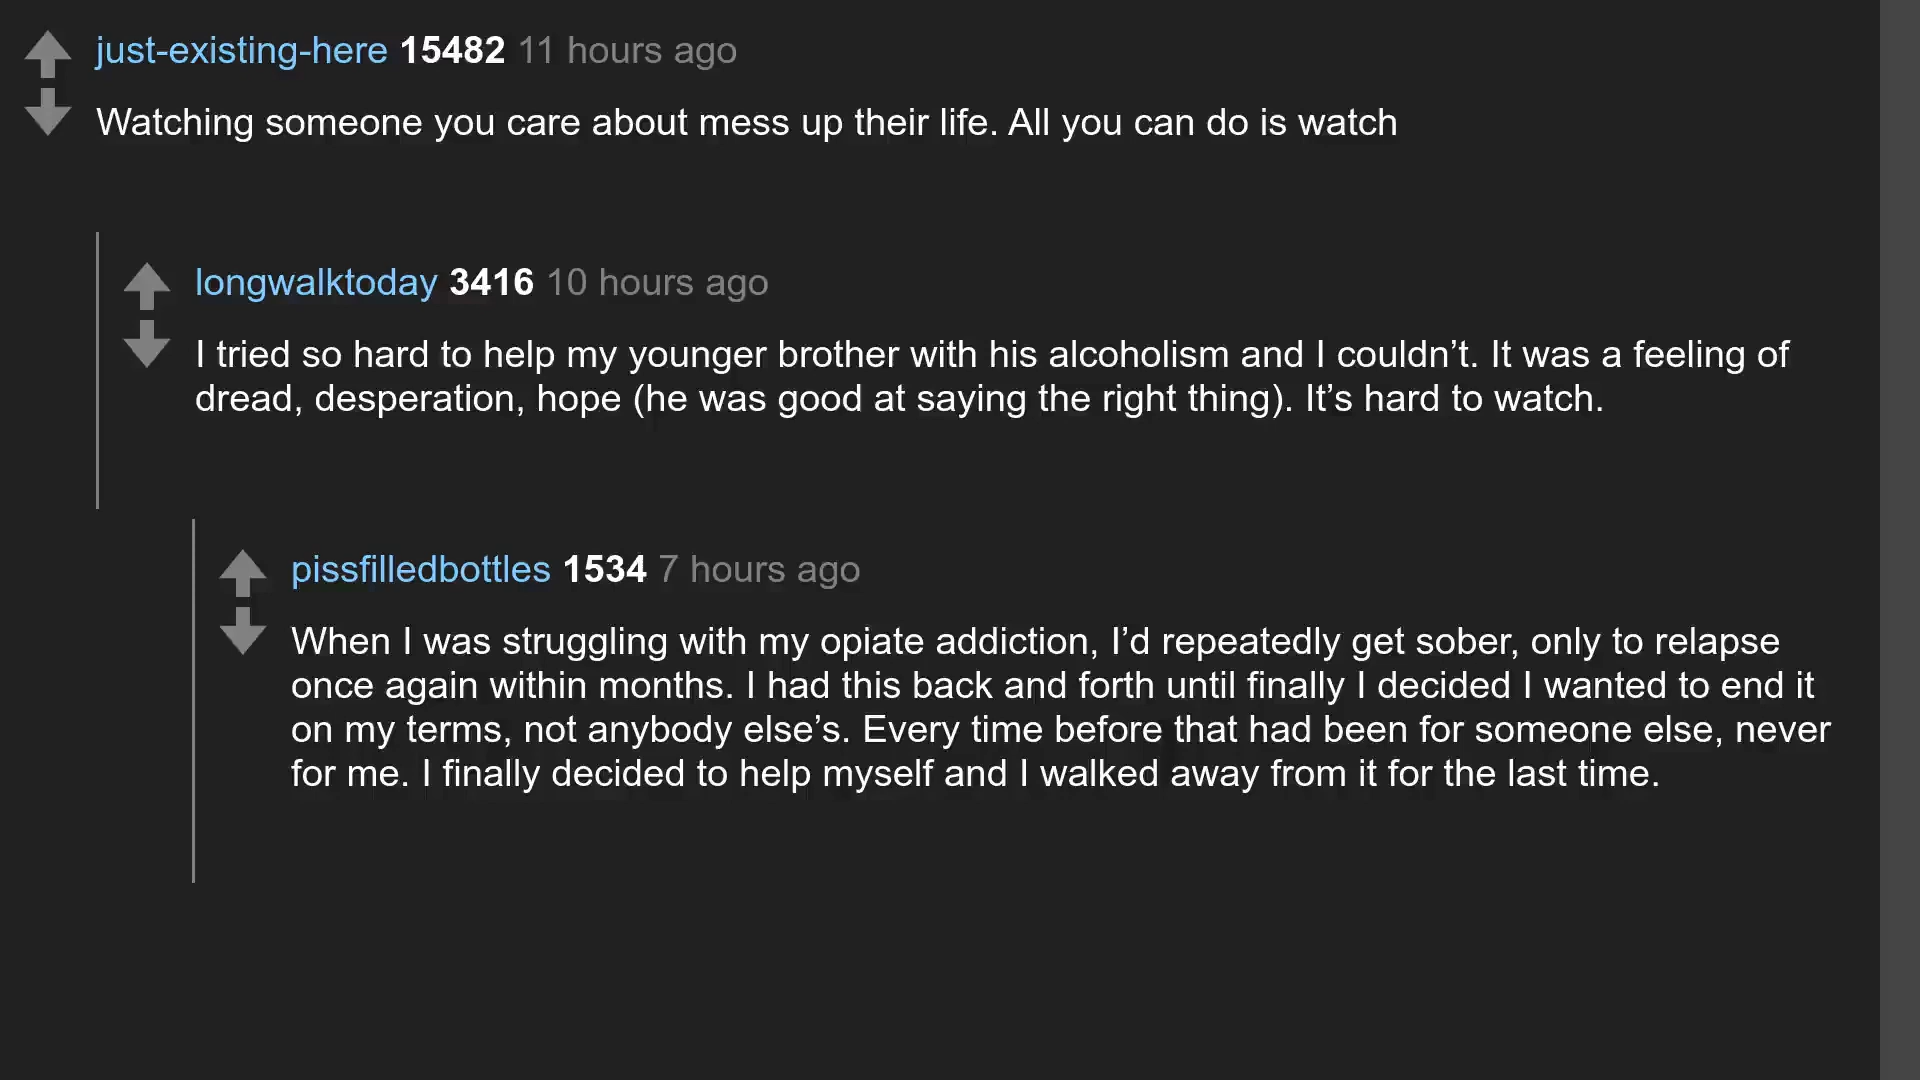 just-existing-here 15482 11 hours ago
Watching someone you care about mess up their life. All you can do is watch
longwalktoday 3416 10 hours ago
I tried so hard to help my younger brother with his alcoholism and I couldn’t. It was a feeling of
dread, desperation, hope (he was good at saying the right thing). It’s hard to watch.
pissfilledbottles 1534 7 hours ago
When I was struggling with my opiate addiction, I’d repeatedly get sober, only to relapse
once again within months. I had this back and forth until finally I decided I wanted to end it
on my terms, not anybody else’s. Every time before that had been for someone else, never
for me. I finally decided to help myself and I walked away from it for the last time.